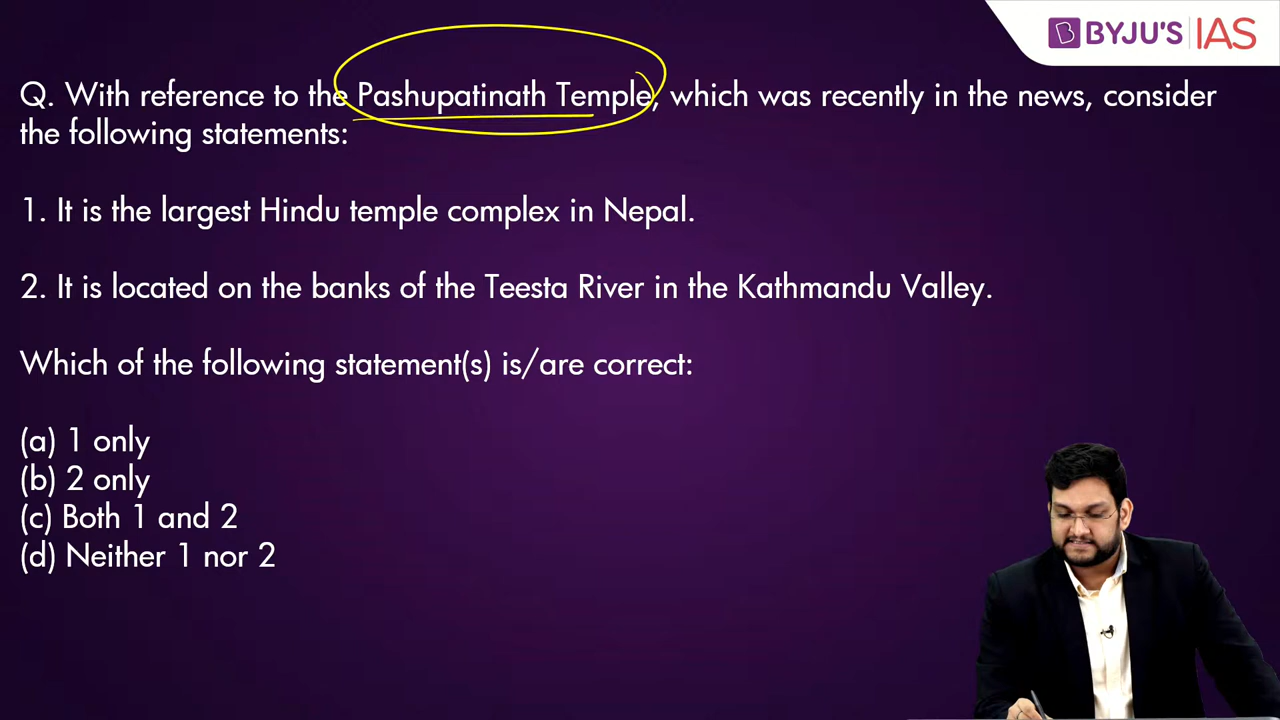 BYJU'S IAS
Q. With reference to the Pashupatinath Temple, which was recently in the news, consider
the following statements:
1. It is the largest Hindu temple complex in Nepal.
2. It is located on the banks of the Teesta River in the Kathmandu Valley.
Which of the following statement(s) is/are correct:
(a) 1 only
(b) 2 only
(c) Both 1 and 2
(d) Neither 1 nor 2